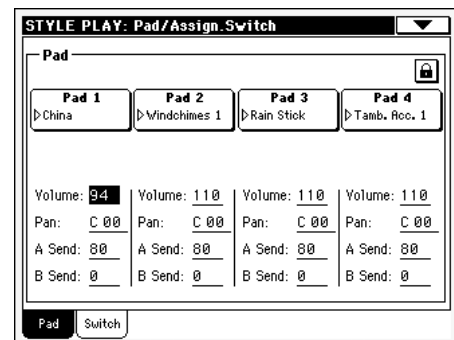 STYLE PLAY: Pad/Assign.Switch
Pad
Pad 1 Pad 2 Pad 3 Pad 4
China Windchimes 1 Rain Stick Tamb. Acc. 1
Volume: 94 Volume: 110 Volume: 110 Volume: 110
Pan: C 00 Pan: C 00 Pan: C 00 Pan: C 00
A Send: 80 A Send: 80 A Send: 80 A Send: 80
B Send: 0 B Send: 0 B Send: 0 B Send: 0
Pad Switch